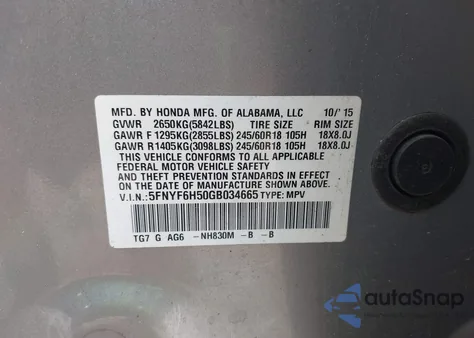 MFD. BY HONDA MFG. OF ALABAMA, LLC 10/'15
GVWR 2650KG(5842LBS) TIRE SIZE RIM SIZE
GAWR F 1295KG(2855LBS) 245/60R18 105H 18X8.0J
GAWR R 1405KG(3098LBS) 245/60R18 105H 18X8.0J
THIS VEHICLE CONFORMS TO ALL APPLICABLE
FEDERAL MOTOR VEHICLE SAFETY AND
THEFT PREVENTION STANDARDS IN EFFECT
ON THE DATE OF MANUFACTURE SHOWN ABOVE.
V.I.N.: 5FNYF6H50GB034665 TYPE: MPV
TG7 G AG6 -NH830M -B -B
autoSnap